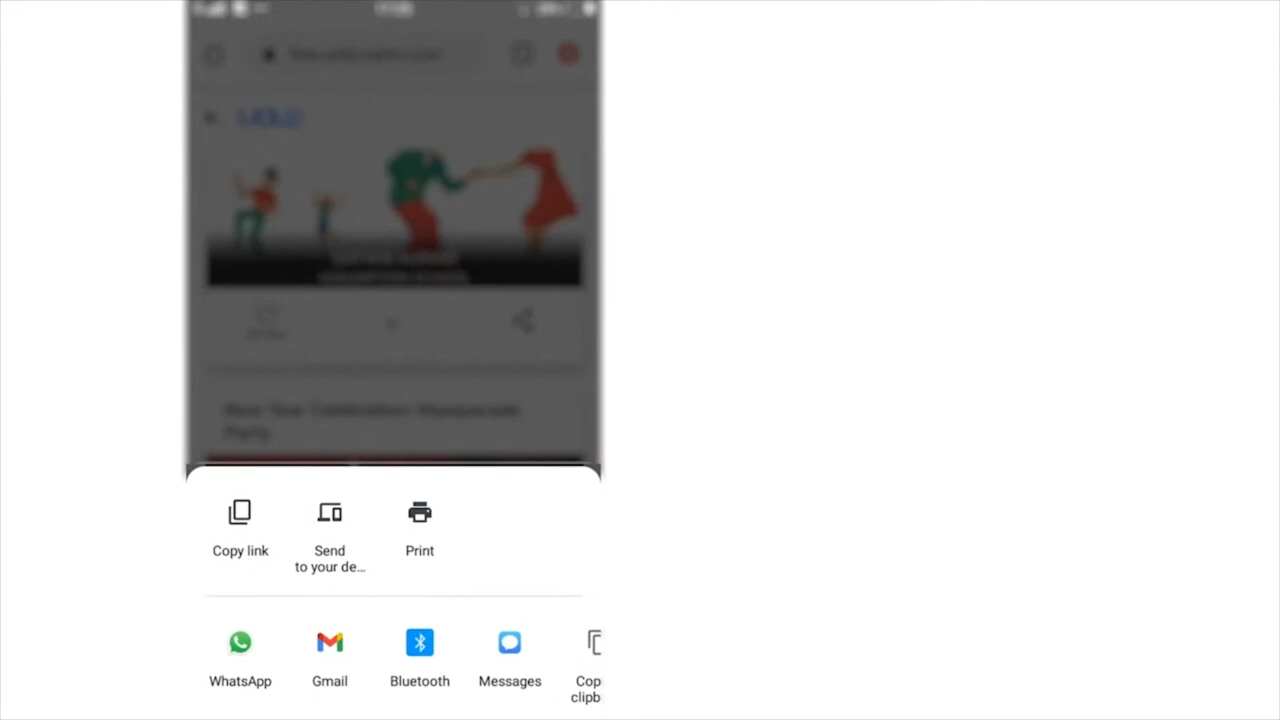 New Year Celebration: Masquerade
Party
Copy link
Send
to your de...
Print
WhatsApp
Gmail
Bluetooth
Messages
Cop
clipb